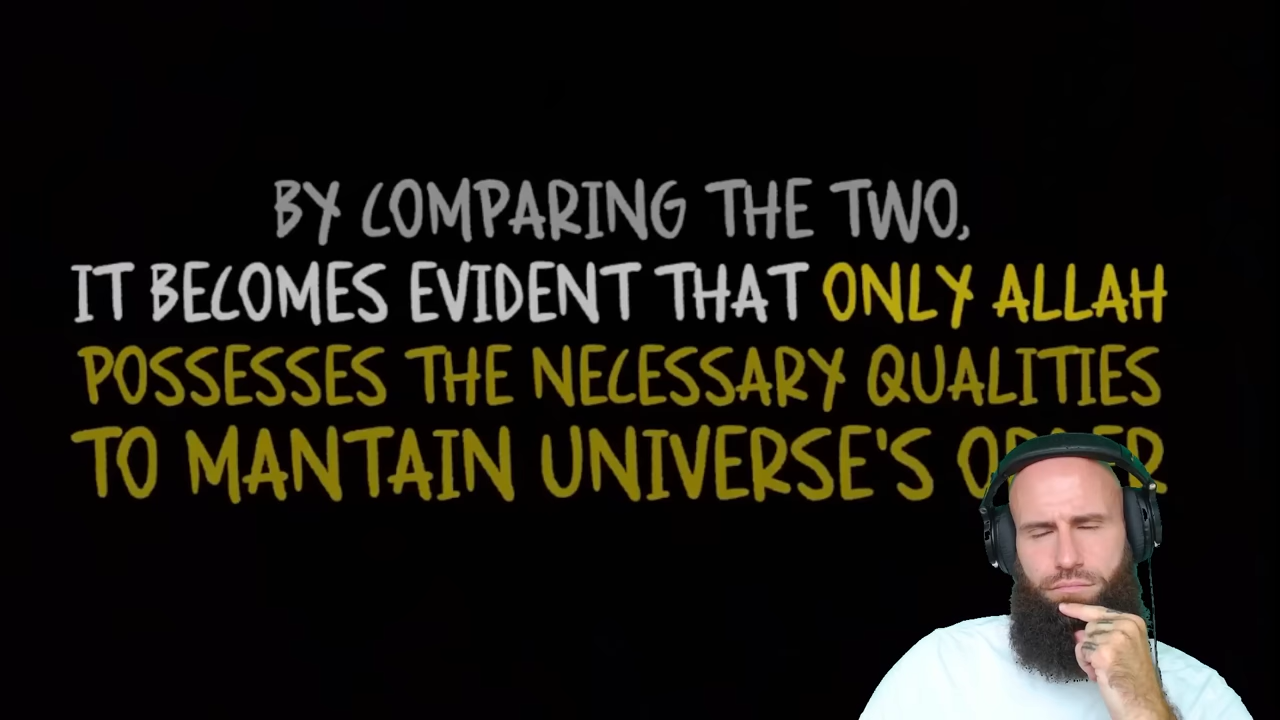 BY COMPARING THE TWO,
IT BECOMES EVIDENT THAT ONLY ALLAH
POSSESSES THE NECESSARY QUALITIES
TO MANTAIN UNIVERSE'S